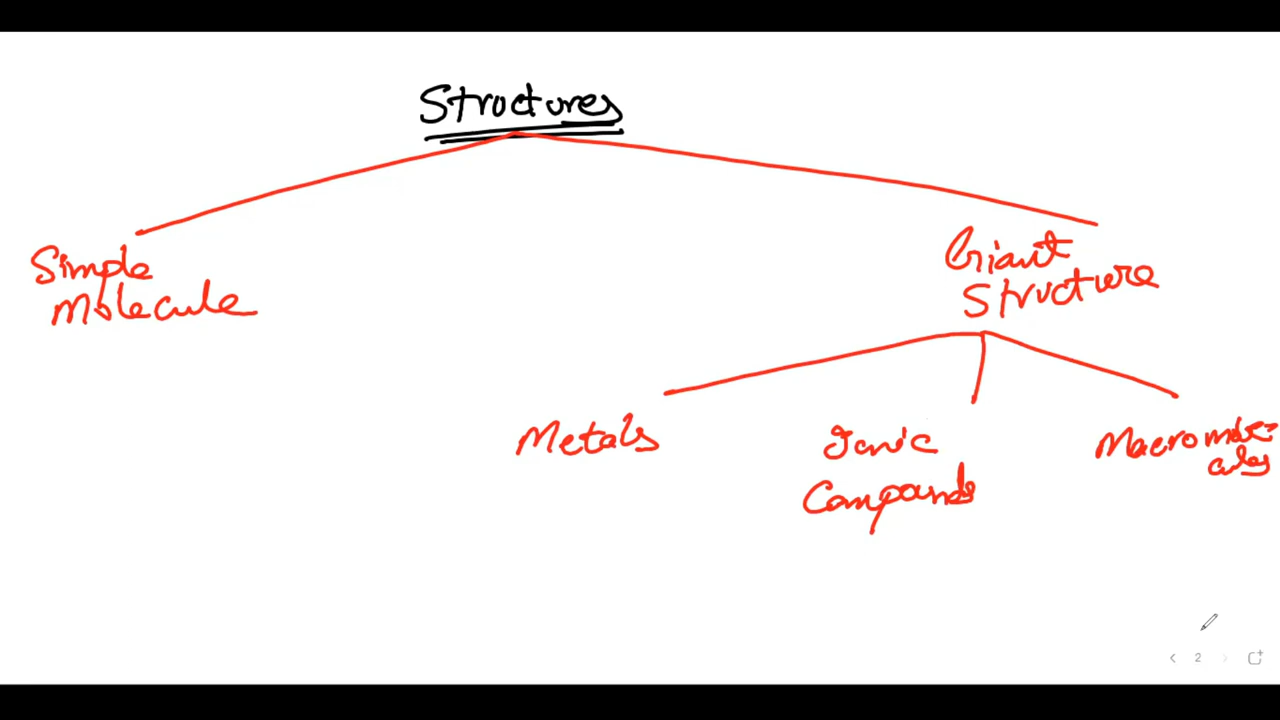 Structures
Simple
Molecule
Giant
Structure
Metals
Ionic
Compounds
Macromole-
cules
2